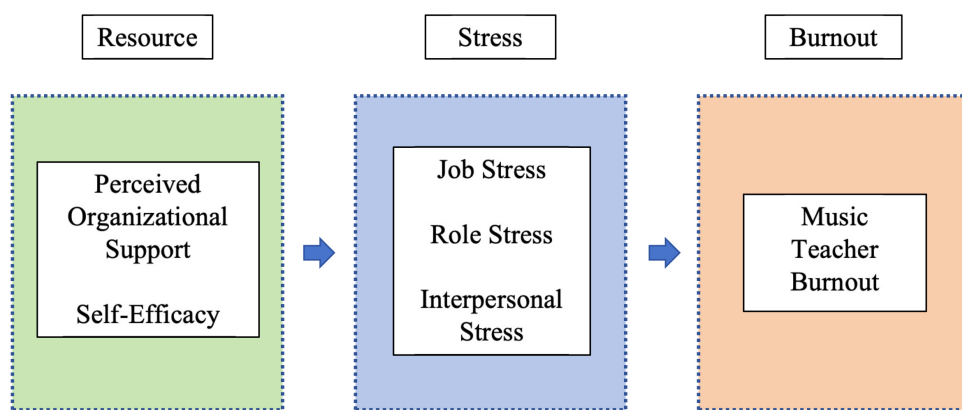 Resource
Stress
Burnout
Perceived
Organizational
Support
Self-Efficacy
Job Stress
Role Stress
Interpersonal
Stress
Music
Teacher
Burnout